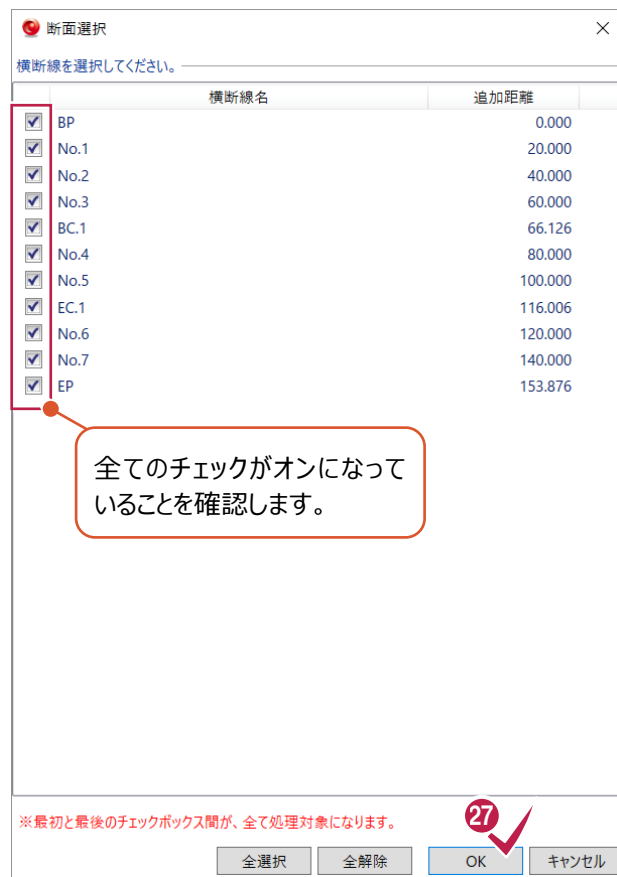 断面選択
横断線を選択してください。
横断線名 追加距離
BP 0.000
No.1 20.000
No.2 40.000
No.3 60.000
BC.1 66.126
No.4 80.000
No.5 100.000
EC.1 116.006
No.6 120.000
No.7 140.000
EP 153.876
全てのチェックがオンになって
いることを確認します。
※最初と最後のチェックボックス間が、全て処理対象になります。
27
全選択 全解除 OK キャンセル